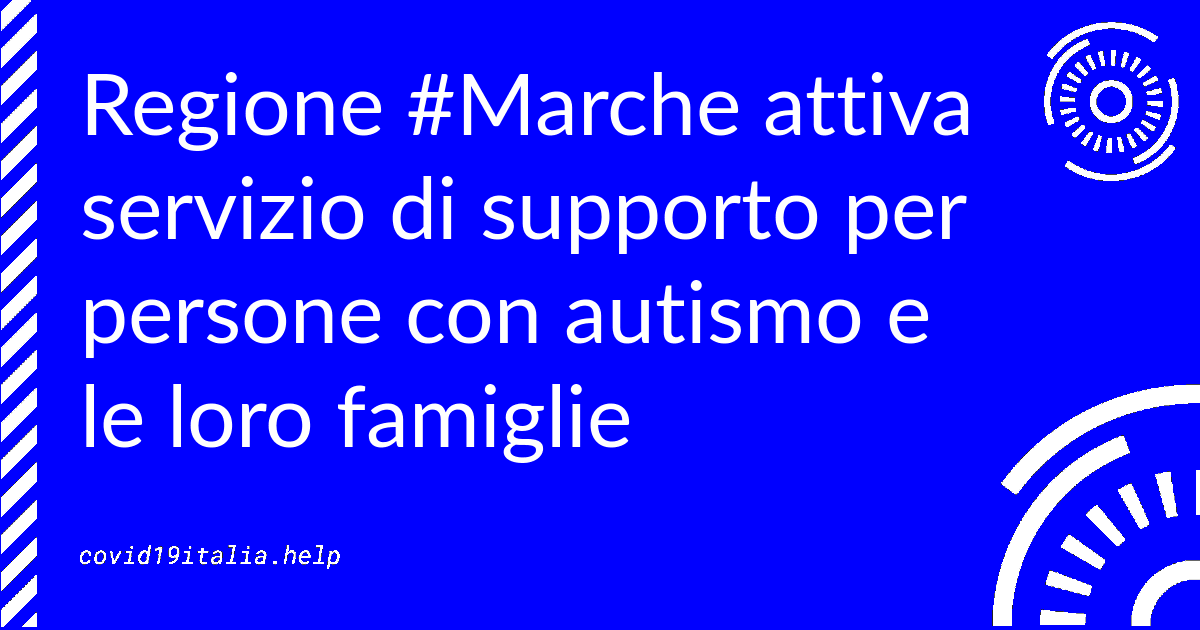 Regione #Marche attiva
servizio di supporto per
persone con autismo e
le loro famiglie
covid19italia.help